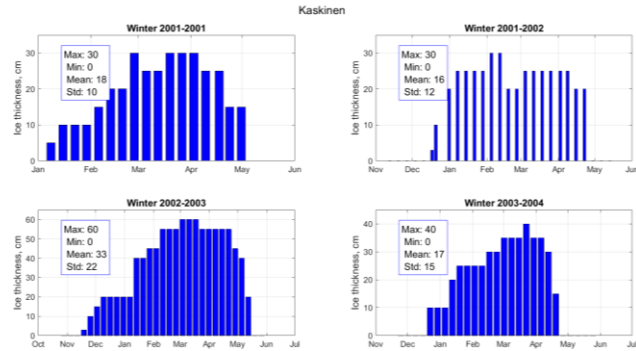 Kaskinen
Winter 2001-2001
Ice thickness, cm
30
20
10
0
Max: 30
Min: 0
Mean: 18
Std: 10
Jan Feb Mar Apr May Jun
Winter 2001-2002
Ice thickness, cm
30
20
10
0
Max: 30
Min: 0
Mean: 16
Std: 12
Nov Dec Jan Feb Mar Apr May Jun
Winter 2002-2003
Ice thickness, cm
60
50
40
30
20
10
0
Max: 60
Min: 0
Mean: 33
Std: 22
Oct Nov Dec Jan Feb Mar Apr May Jun Jul
Winter 2003-2004
Ice thickness, cm
40
30
20
10
0
Max: 40
Min: 0
Mean: 17
Std: 15
Nov Dec Jan Feb Mar Apr May Jun Jul